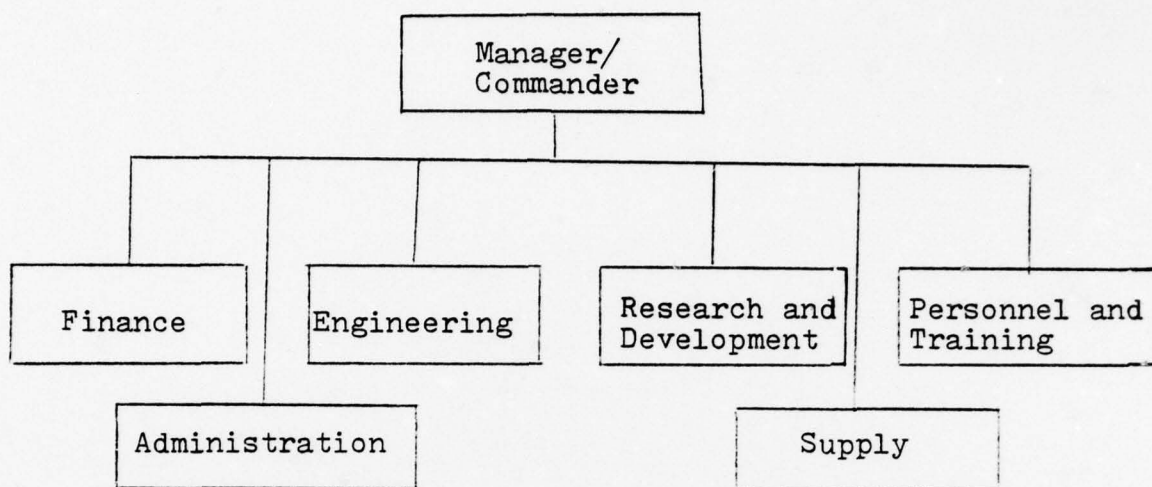 Manager/
Commander
Finance
Engineering
Research and
Development
Personnel and
Training
Administration
Supply